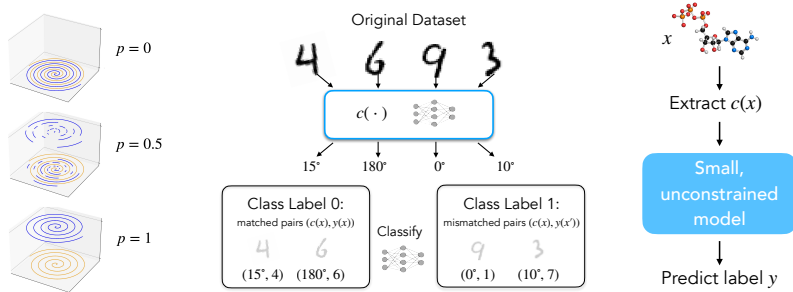 p = 0
p = 0.5
p = 1
Original Dataset
4 6 9 3
c( · )
15° 180° 0° 10°
Class Label 0:
matched pairs (c(x), y(x))
4 6
(15°, 4) (180°, 6)
Classify
Class Label 1:
mismatched pairs (c(x), y(x′))
9 3
(0°, 1) (10°, 7)
x
Extract c(x)
Small,
unconstrained
model
Predict label y